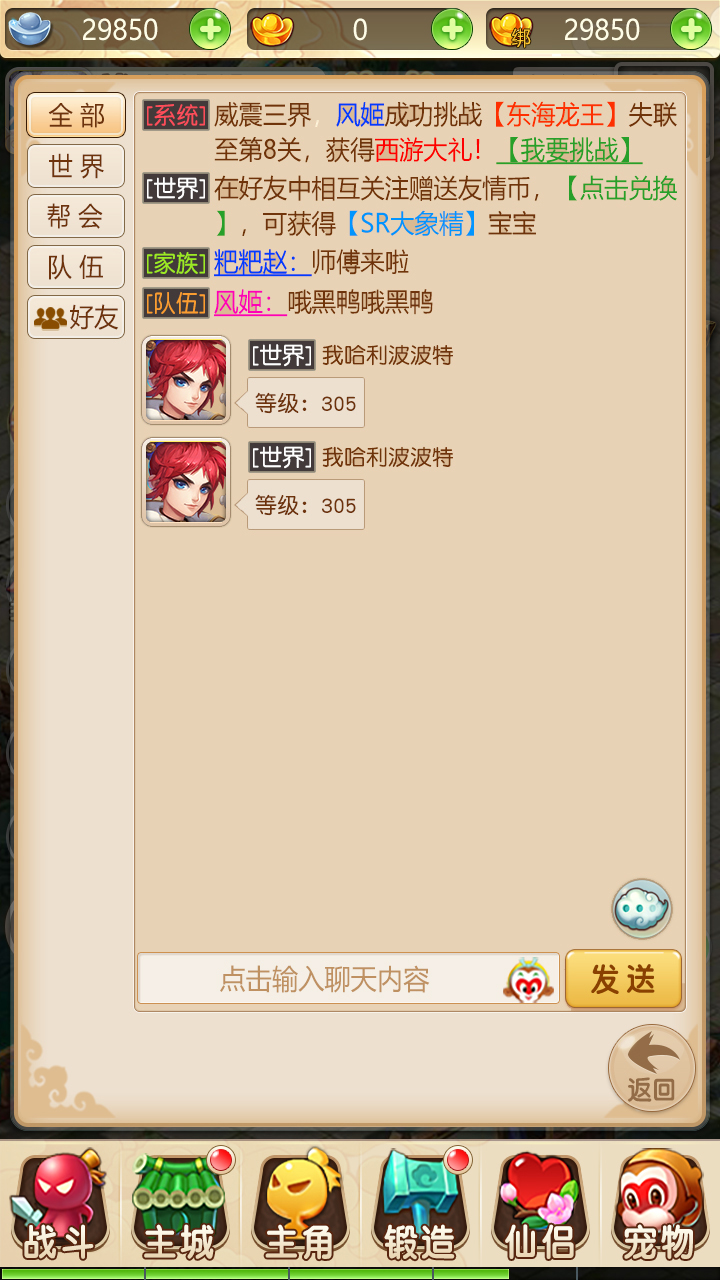 29850 0 绑 29850
全部
世界
帮会
队伍
好友
[系统] 威震三界，风姬成功挑战【东海龙王】失联
至第8关，获得西游大礼！【我要挑战】
[世界] 在好友中相互关注赠送友情币，【点击兑换
】，可获得【SR大象精】宝宝
[家族] 粑粑赵：师傅来啦
[队伍] 风姬：哦黑鸭哦黑鸭
[世界] 我哈利波波特
等级：305
[世界] 我哈利波波特
等级：305
点击输入聊天内容 发送
返回
战斗 主城 主角 锻造 仙侣 宠物